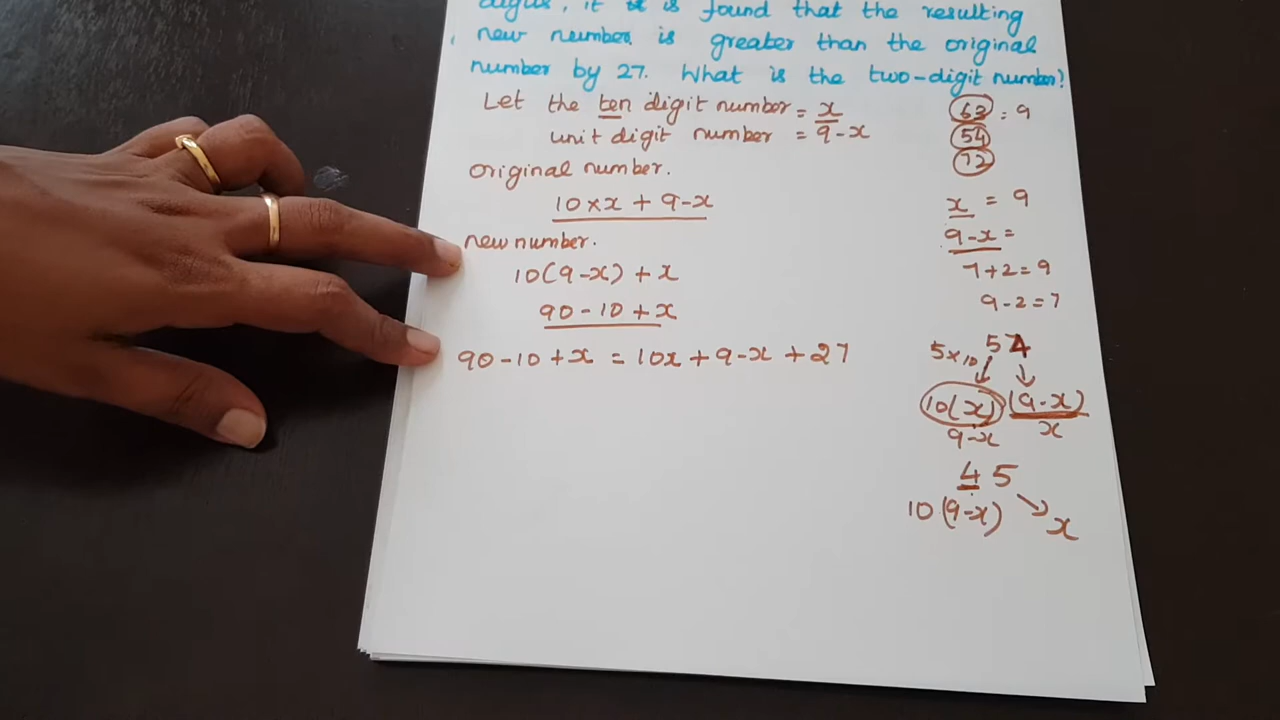 digits, it is found that the resulting
new number is greater than the original
number by 27. What is the two-digit number?
Let the ten digit number = x
unit digit number = 9-x
original number.
10×x + 9-x
new number.
10(9-x) + x
90 - 10 + x
90 - 10 + x = 10x + 9 - x + 27
63 : 9
54
72
x = 9
9-x =
7+2=9
9-2=7
5×10 54
10(x) (9-x)
9-x x
45
10(9-x) x